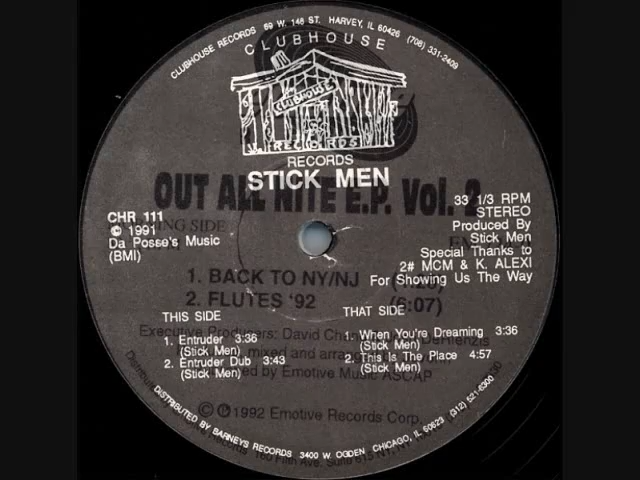 CLUBHOUSE RECORDS 69 W. 148 ST. HARVEY, IL 60426 (708) 331-2409
CLUBHOUSE
CLUBHOUSE
RECORDS
RECORDS
STICK MEN
OUT ALL NITE E.P. Vol. 2
CHR 111
© 1991
Da Posse's Music
(BMI)
SIDE
33 1/3 RPM
STEREO
Produced By
Stick Men
Special Thanks to
2# MCM & K. ALEXI
For Showing Us The Way
1. BACK TO NY/NJ
2. FLUTES '92 (6:07)
THIS SIDE
1. Entruder 3:36
(Stick Men)
2. Entruder Dub 3:43
(Stick Men)
THAT SIDE
1. When You're Dreaming 3:36
(Stick Men)
2. This Is The Place 4:57
(Stick Men)
Executive Producers: David
mixed and
by Emotive Music ASCAP
©℗1992 Emotive Records Corp.
DISTRIBUTED BY BARNEYS RECORDS 3400 W. OGDEN CHICAGO, IL 60623 (312) 521-6300